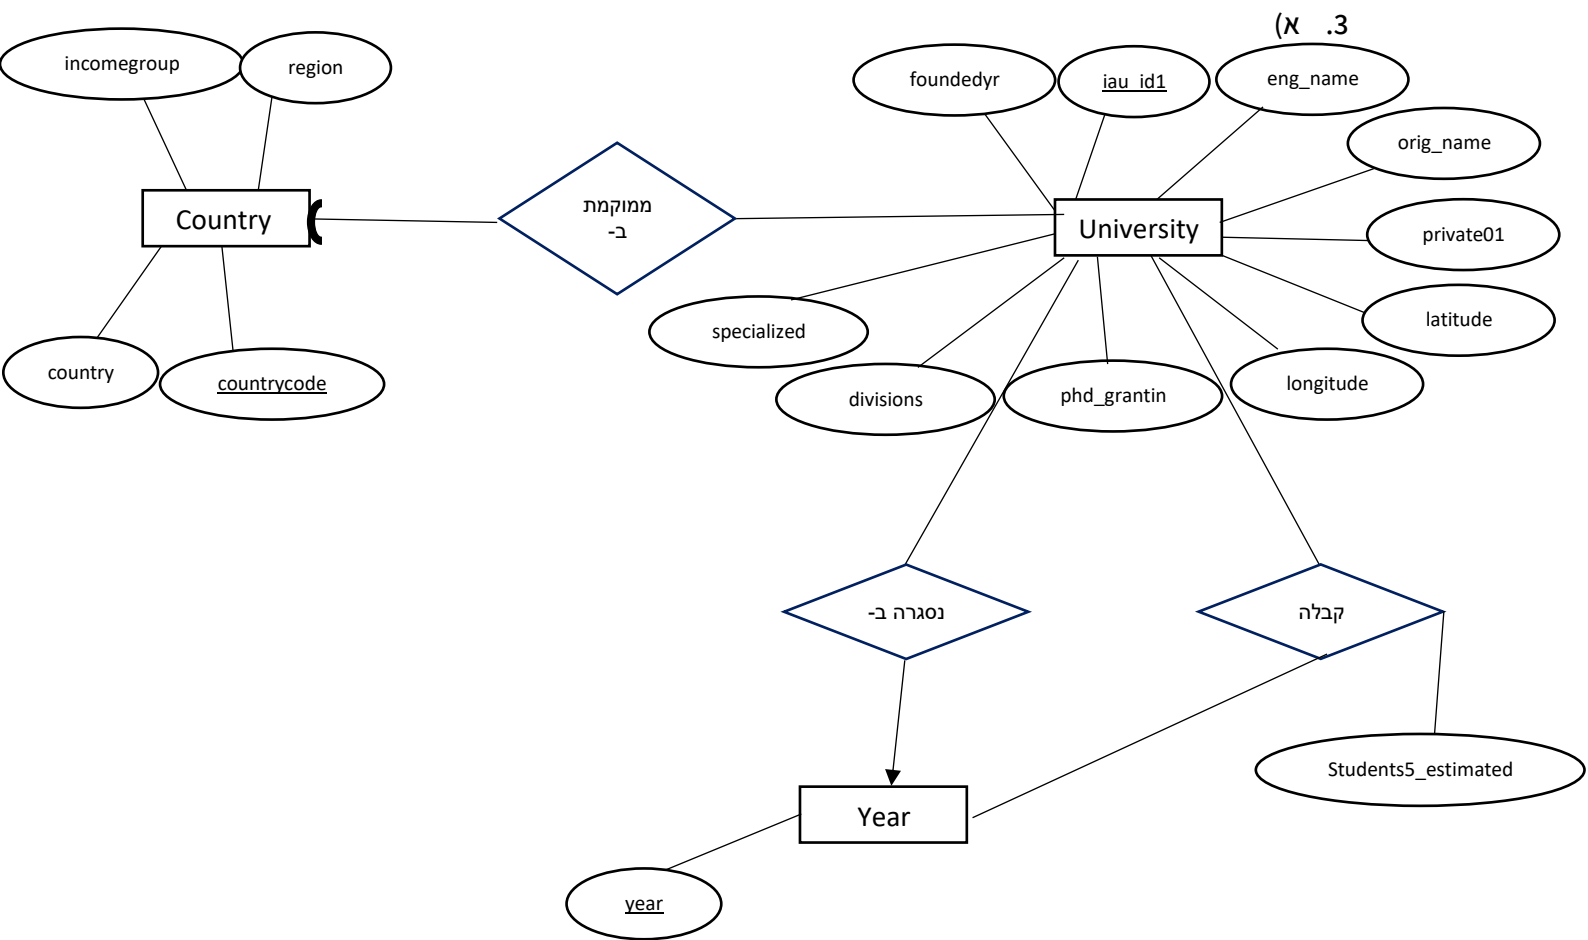 3. א)
incomegroup
region
foundedyr
iau_id1
eng_name
orig_name
Country
ממוקמת
ב-
University
private01
specialized
latitude
country
countrycode
divisions
phd_grantin
longitude
נסגרה ב-
קבלה
Students5_estimated
Year
year